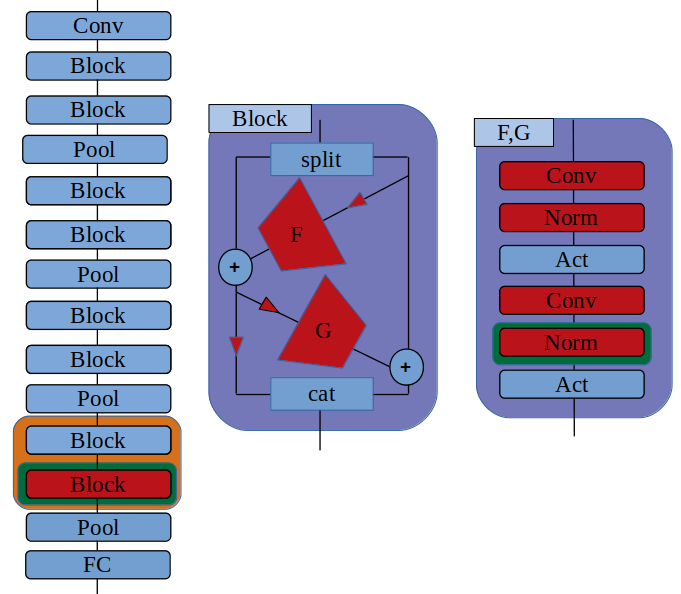 Conv
Block
Block
Pool
Block
Block
Pool
Block
Block
Pool
Block
Block
Pool
FC
Block
split
F
+
G
+
cat
F,G
Conv
Norm
Act
Conv
Norm
Act